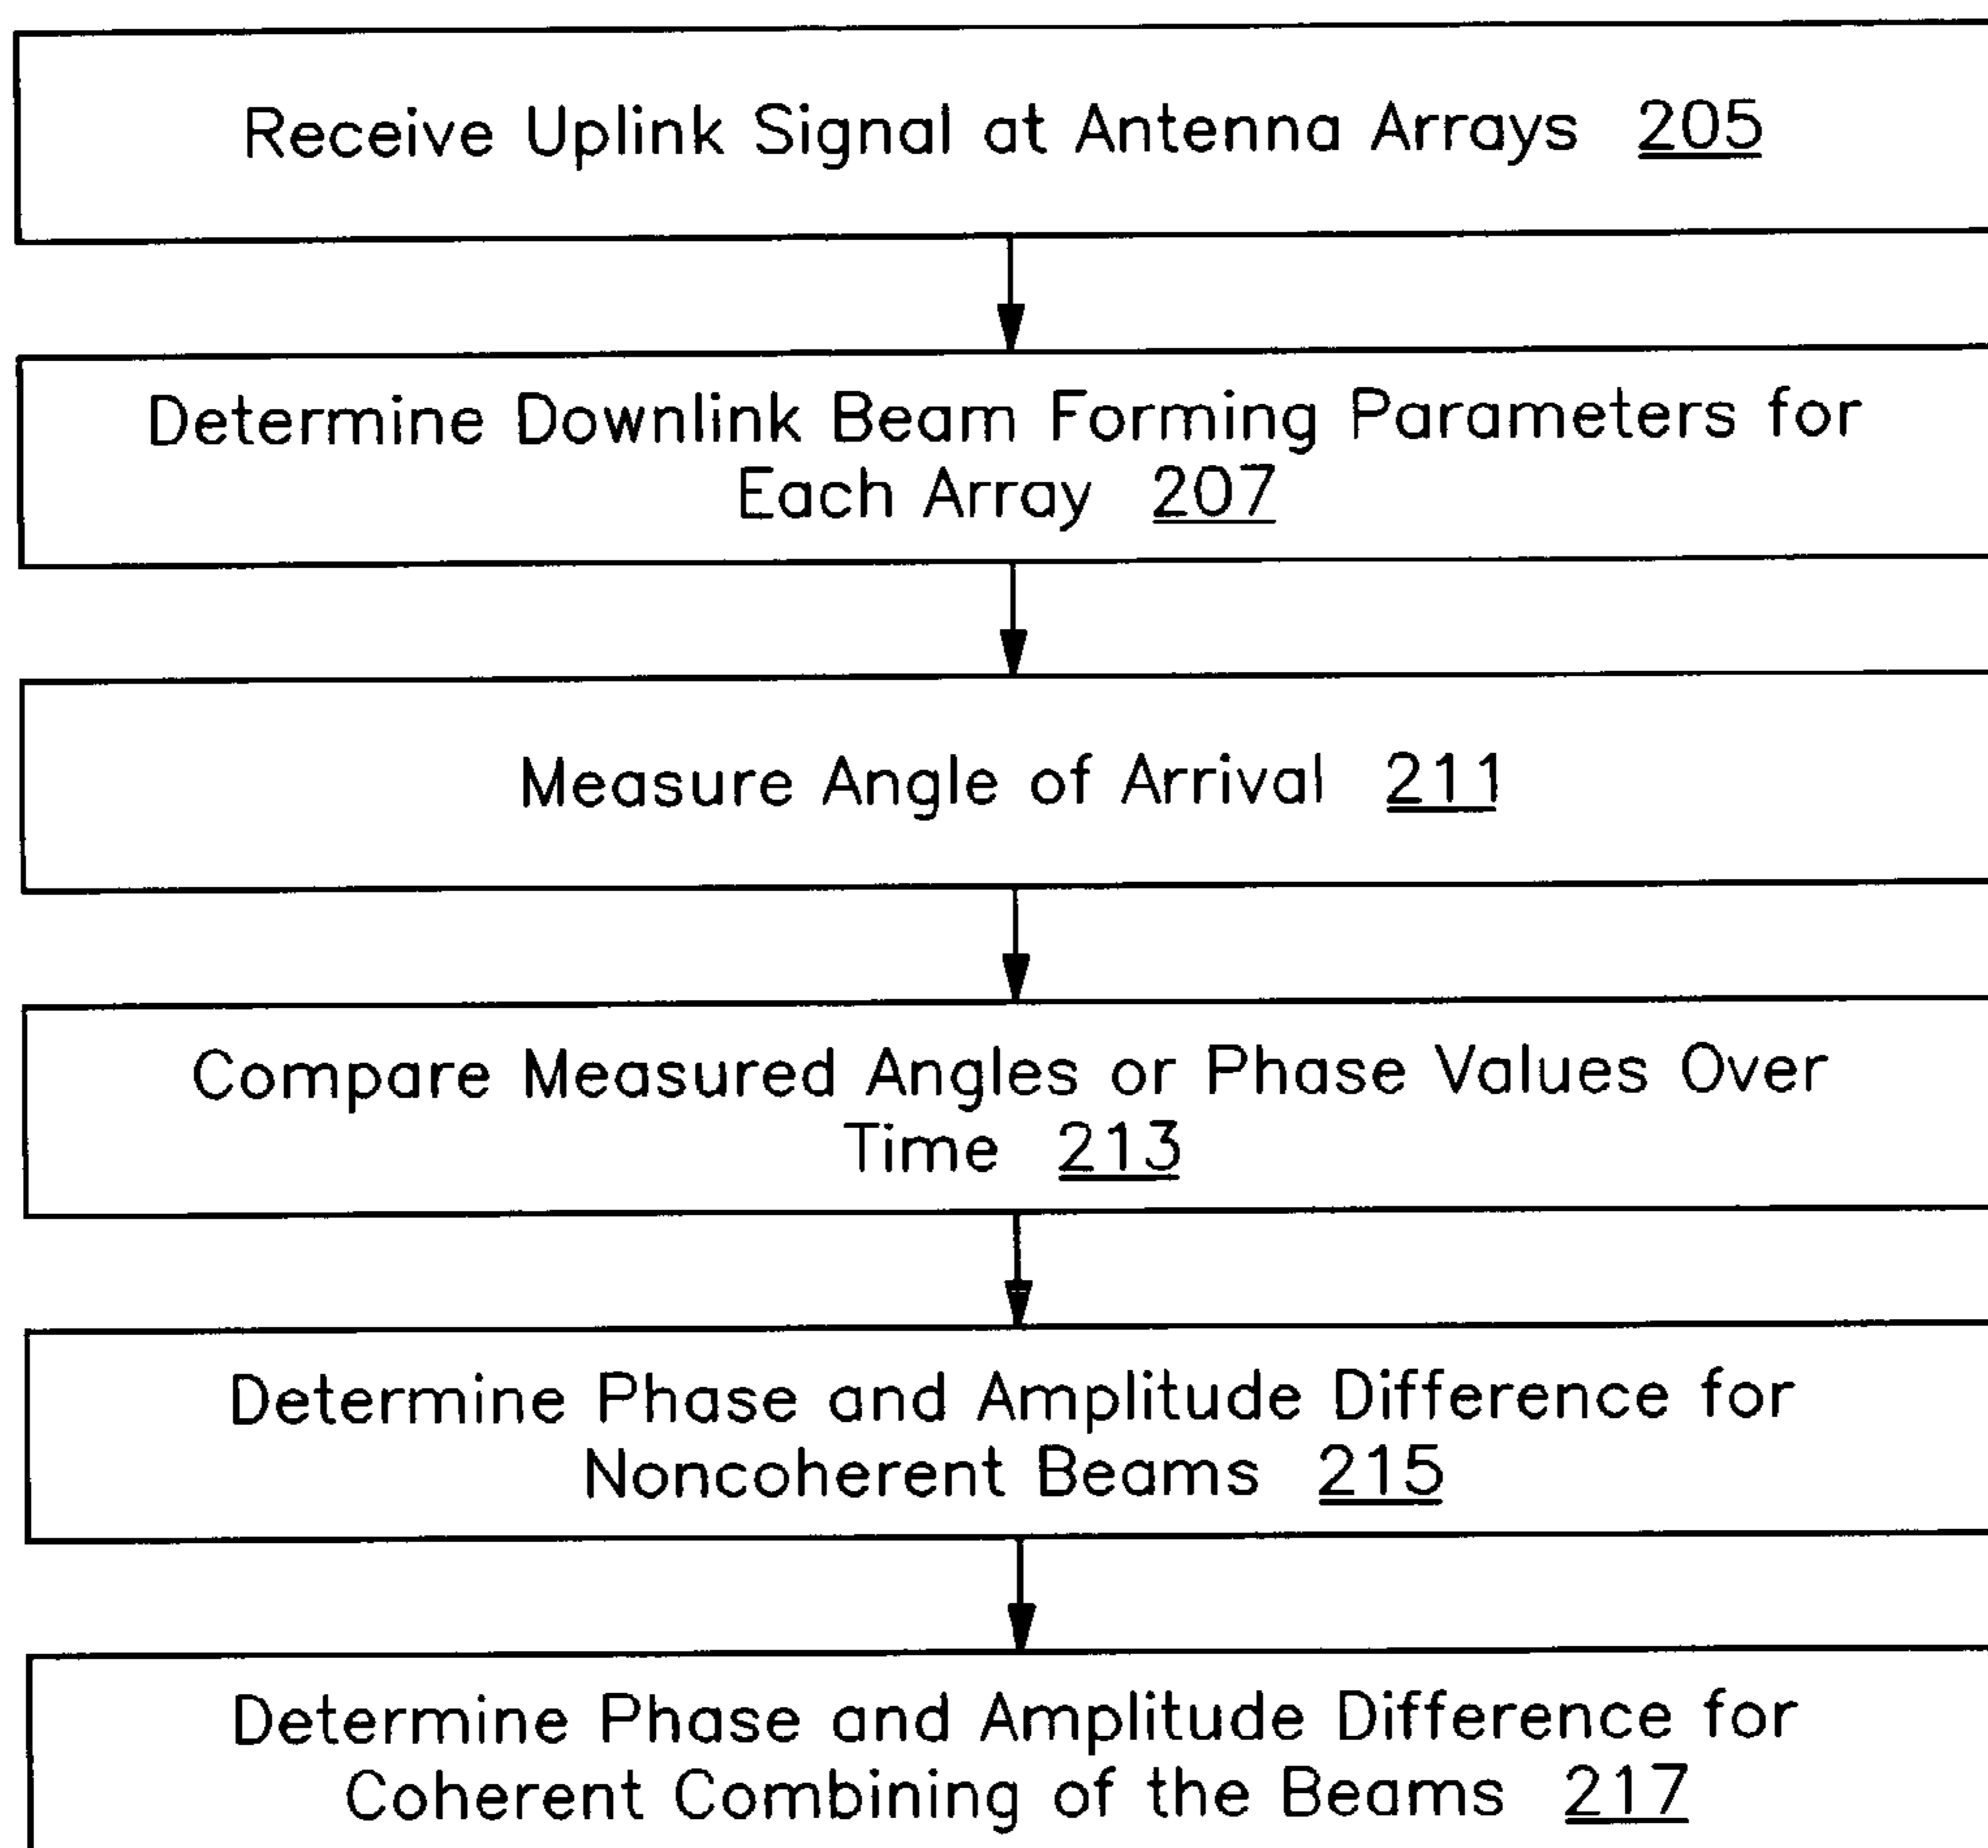 Receive Uplink Signal at Antenna Arrays 205
Determine Downlink Beam Forming Parameters for
Each Array 207
Measure Angle of Arrival 211
Compare Measured Angles or Phase Values Over
Time 213
Determine Phase and Amplitude Difference for
Noncoherent Beams 215
Determine Phase and Amplitude Difference for
Coherent Combining of the Beams 217